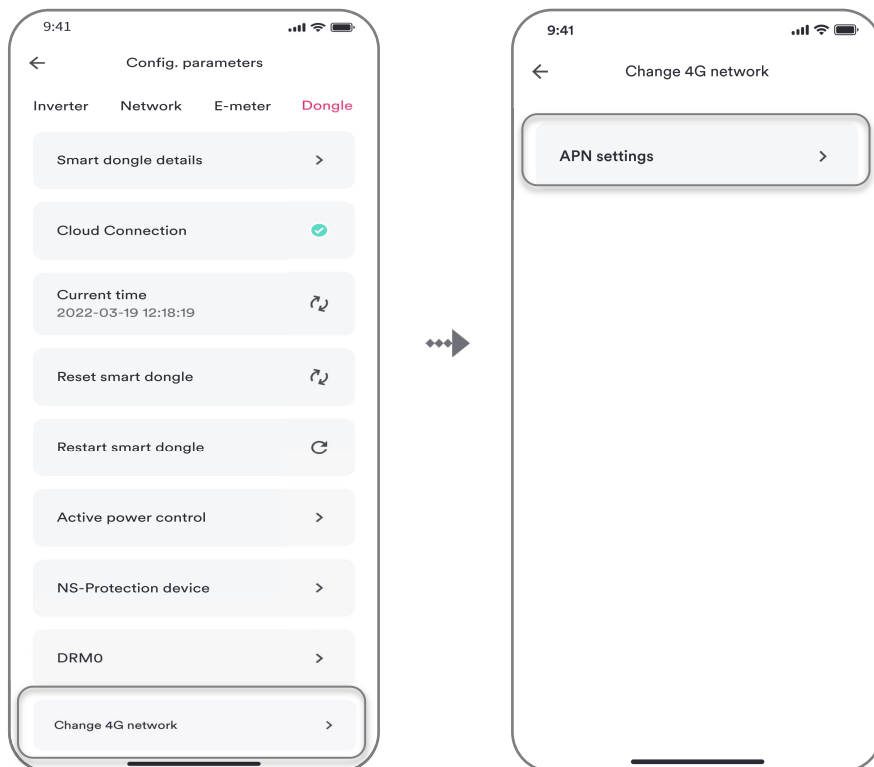 9:41
Config. parameters
Inverter Network E-meter Dongle
Smart dongle details
Cloud Connection
Current time
2022-03-19 12:18:19
Reset smart dongle
Restart smart dongle
Active power control
NS-Protection device
DRM0
Change 4G network
9:41
Change 4G network
APN settings